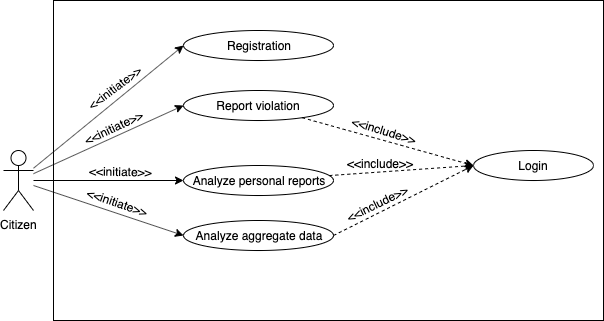 Registration
<<initiate>>
Report violation
<<initiate>>
<<include>>
<<initiate>>
Analyze personal reports
<<include>>
Login
<<initiate>>
Citizen
Analyze aggregate data
<<include>>